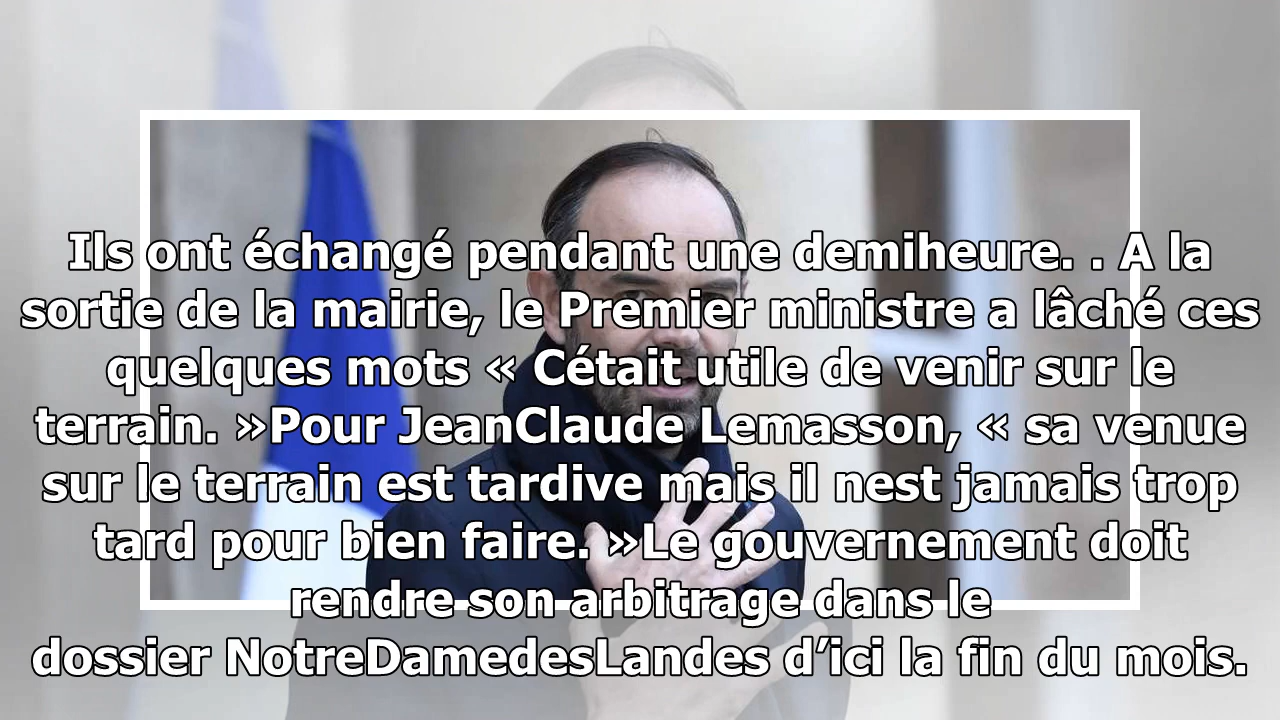 Ils ont échangé pendant une demiheure. . A la
sortie de la mairie, le Premier ministre a lâché ces
quelques mots « Cétait utile de venir sur le
terrain. »Pour JeanClaude Lemasson, « sa venue
sur le terrain est tardive mais il nest jamais trop
tard pour bien faire. »Le gouvernement doit
rendre son arbitrage dans le
dossier NotreDamedesLandes d’ici la fin du mois.